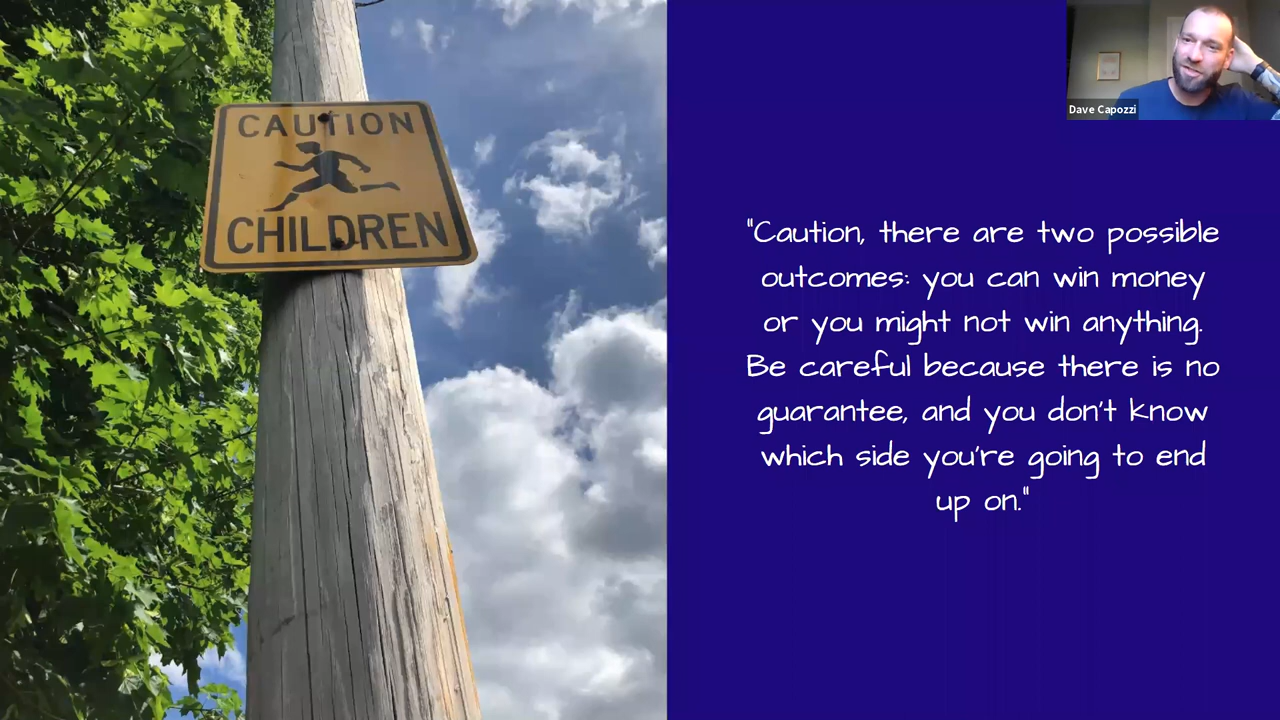 CAUTION
CHILDREN
Dave Capozzi
"Caution, there are two possible
outcomes: you can win money
or you might not win anything.
Be careful because there is no
guarantee, and you don't know
which side you're going to end
up on."